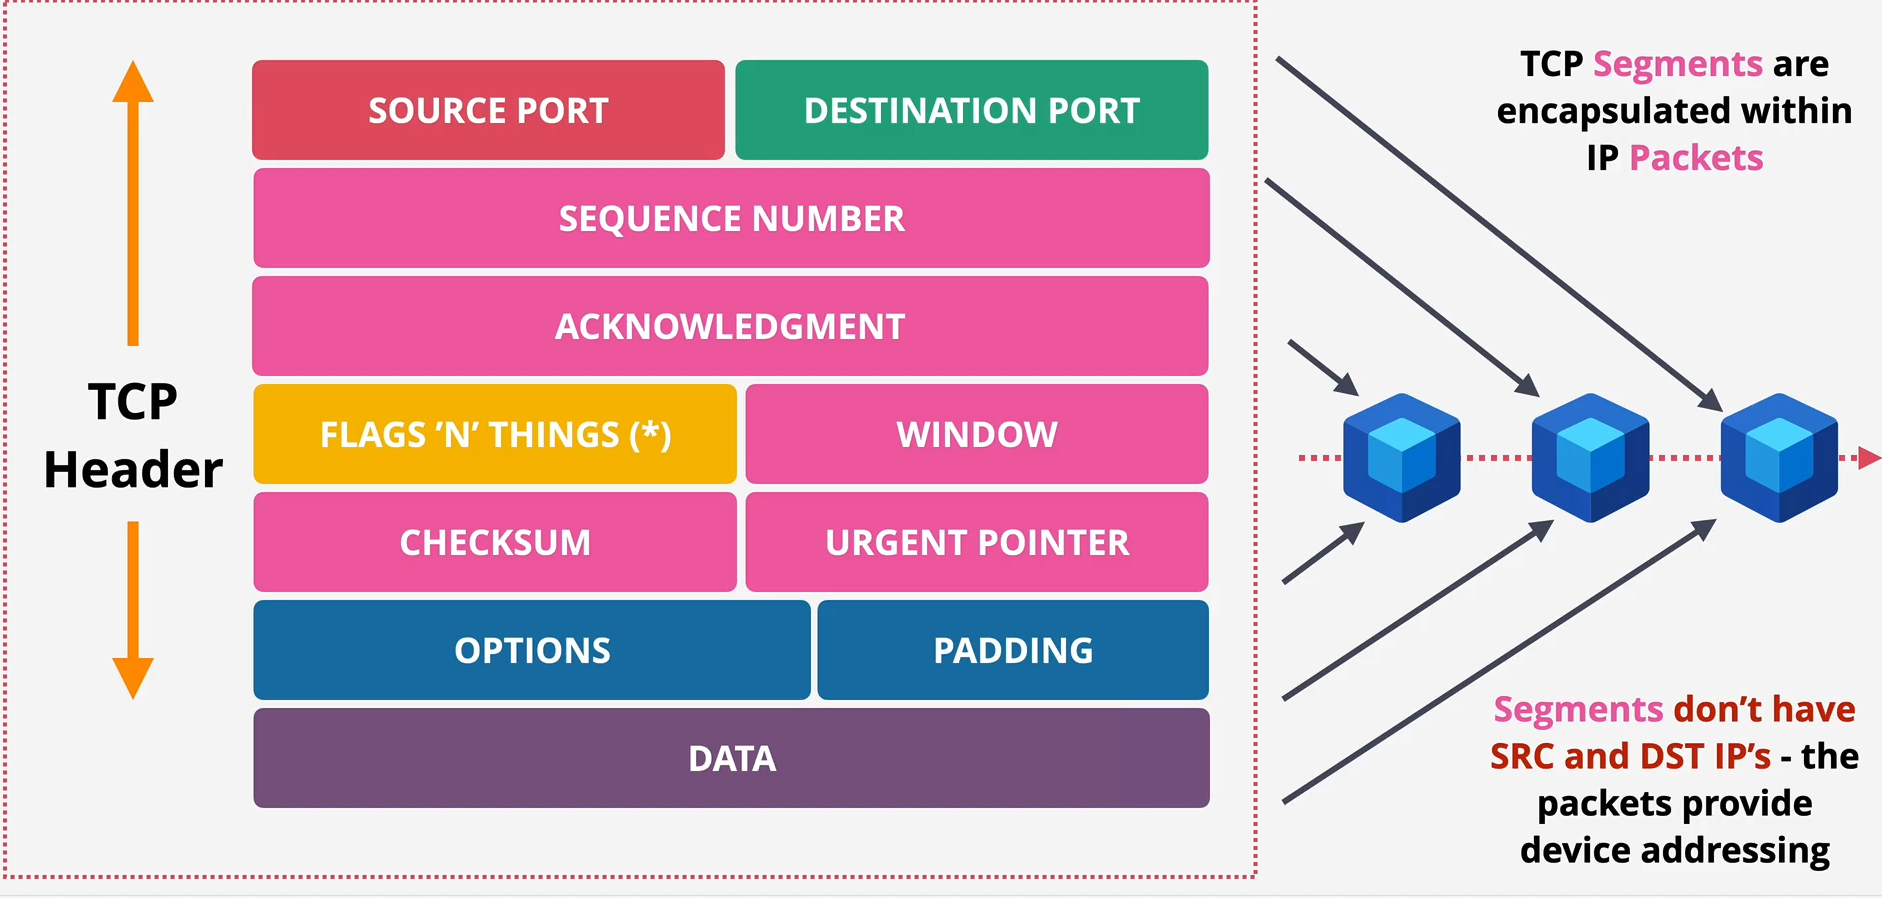 SOURCE PORT
DESTINATION PORT
SEQUENCE NUMBER
ACKNOWLEDGMENT
FLAGS ’N’ THINGS (*)
WINDOW
CHECKSUM
URGENT POINTER
OPTIONS
PADDING
DATA
TCP
Header
TCP Segments are
encapsulated within
IP Packets
Segments don’t have
SRC and DST IP’s - the
packets provide
device addressing